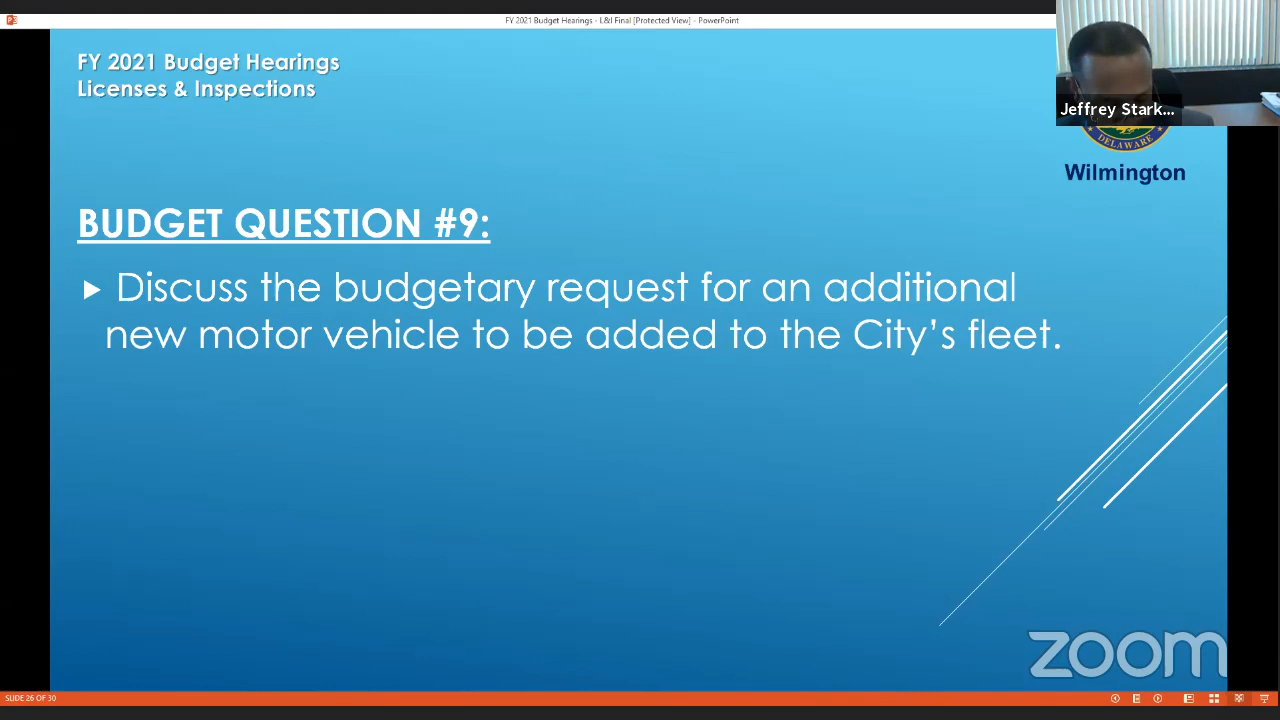 FY 2021 Budget Hearings - L&I Final [Protected View] - PowerPoint
FY 2021 Budget Hearings
Licenses & Inspections
Jeffrey Stark...
DELAWARE
Wilmington
BUDGET QUESTION #9:
Discuss the budgetary request for an additional
new motor vehicle to be added to the City’s fleet.
zoom
SLIDE 26 OF 30